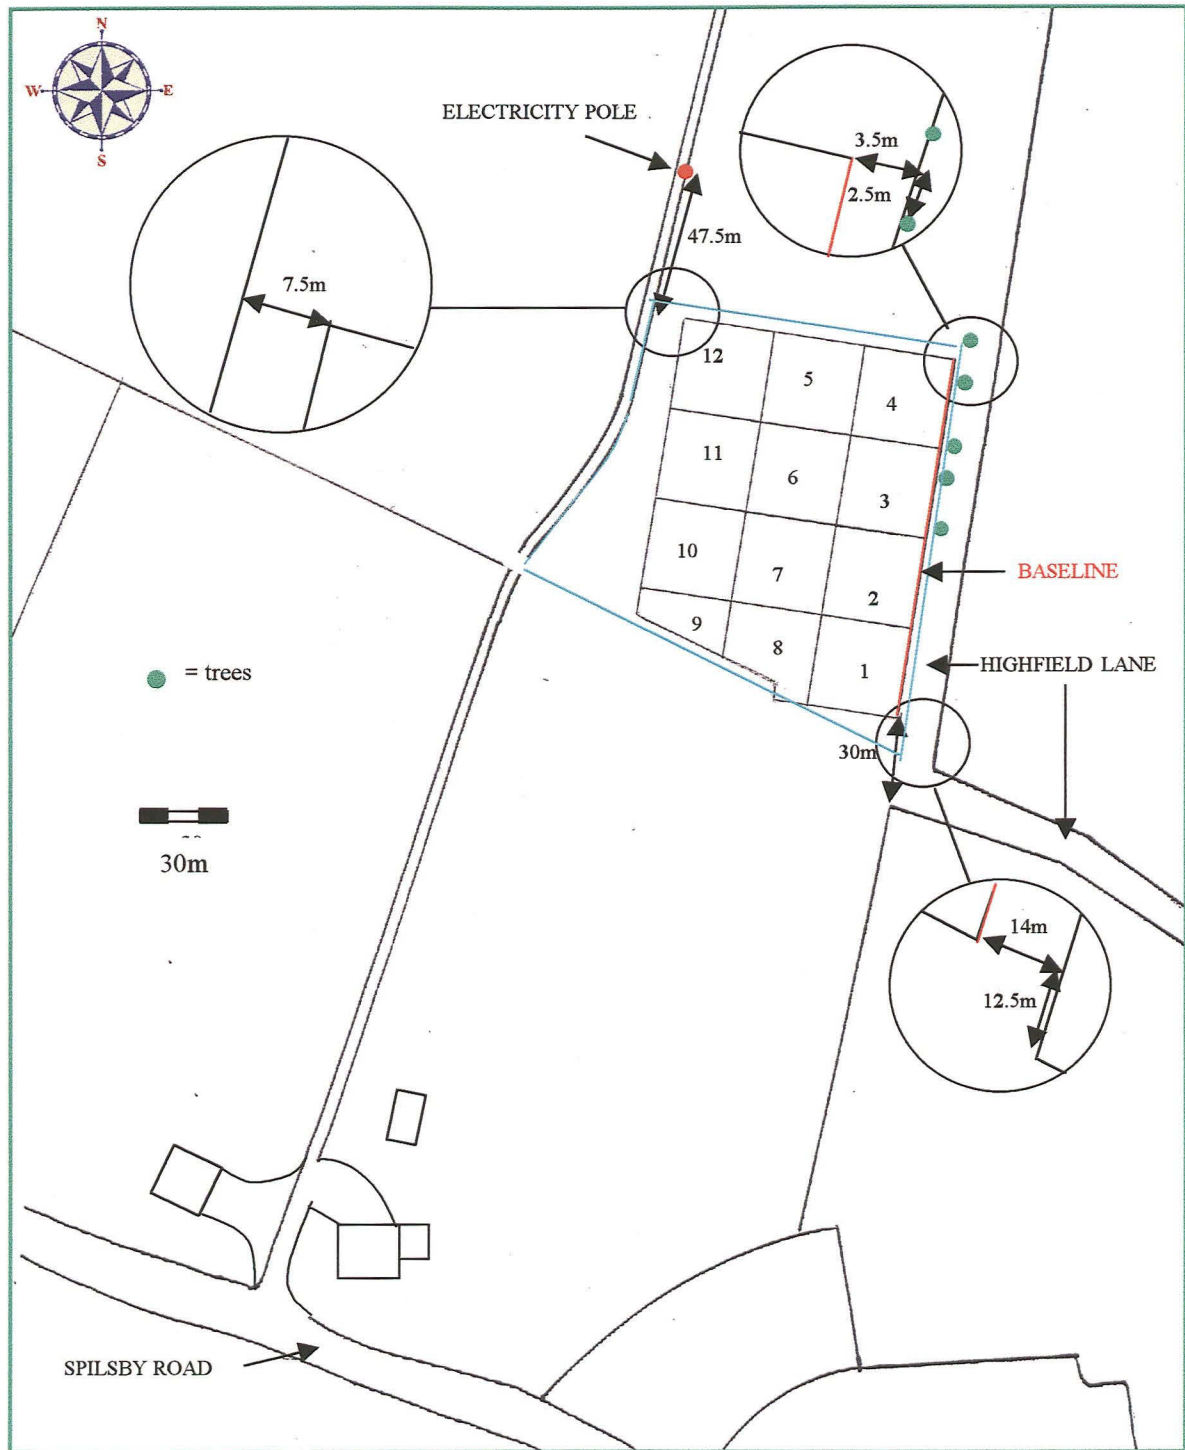 N
W
E
S
ELECTRICITY POLE
3.5m
2.5m
47.5m
7.5m
12
5
4
11
6
3
10
7
2
BASELINE
9
8
1
HIGHFIELD LANE
= trees
30m
30m
14m
12.5m
SPILSBY ROAD